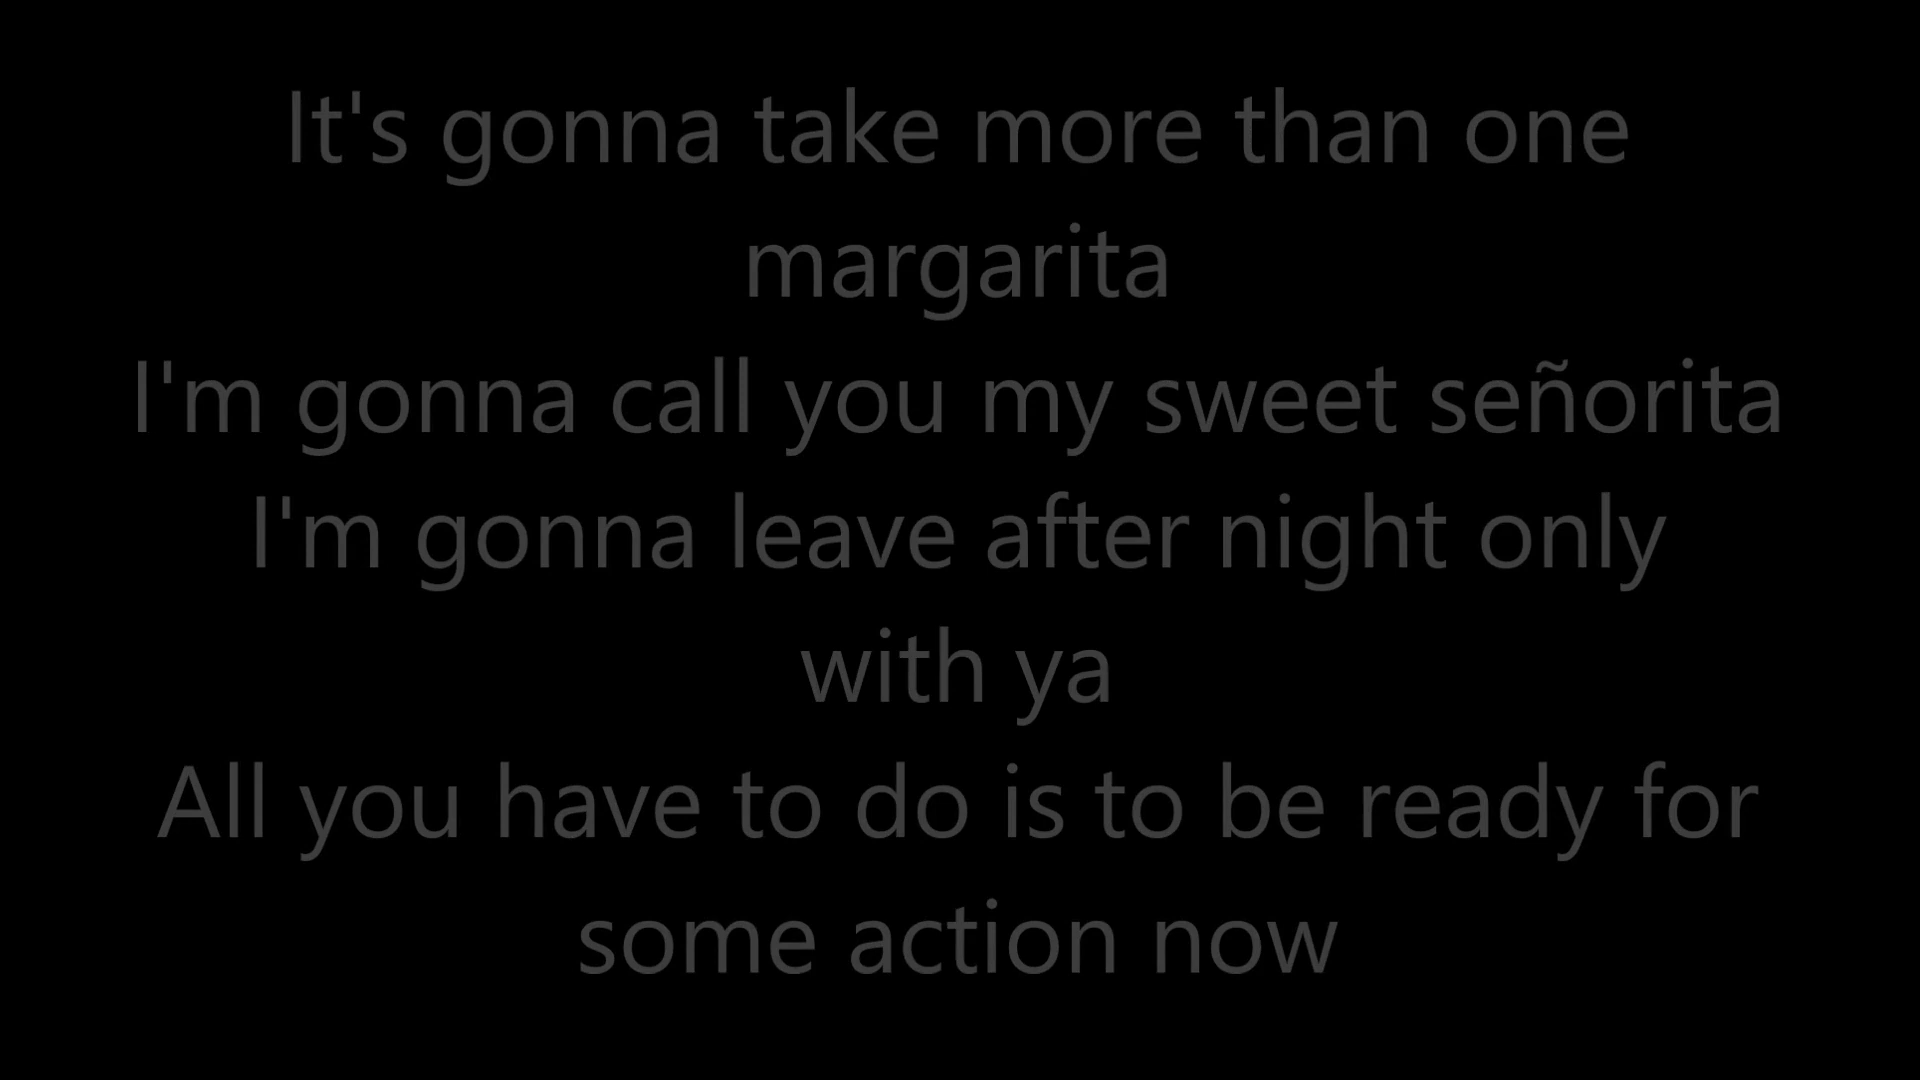 It's gonna take more than one
margarita
I'm gonna call you my sweet señorita
I'm gonna leave after night only
with ya
All you have to do is to be ready for
some action now